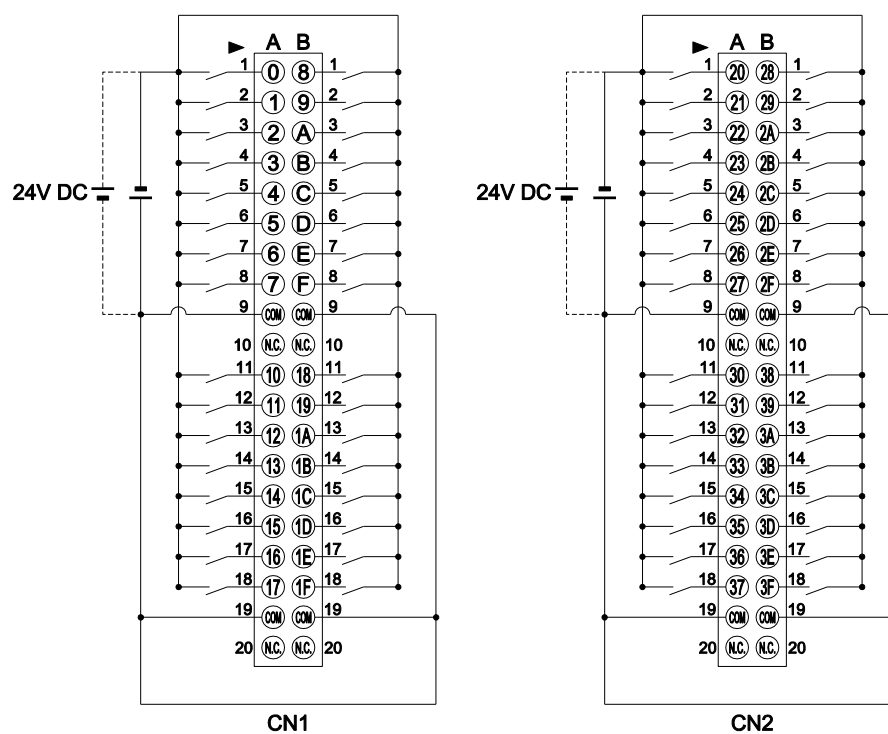 A B A B
1 0 8 1 1 20 28 1
2 1 9 2 2 21 29 2
3 2 A 3 3 22 2A 3
4 3 B 4 4 23 2B 4
24V DC 5 4 C 5 24V DC 5 24 2C 5
6 5 D 6 6 25 2D 6
7 6 E 7 7 26 2E 7
8 7 F 8 8 27 2F 8
9 COM COM 9 9 COM COM 9
10 N.C. N.C. 10 10 N.C. N.C. 10
11 10 18 11 11 30 38 11
12 11 19 12 12 31 39 12
13 12 1A 13 13 32 3A 13
14 13 1B 14 14 33 3B 14
15 14 1C 15 15 34 3C 15
16 15 1D 16 16 35 3D 16
17 16 1E 17 17 36 3E 17
18 17 1F 18 18 37 3F 18
19 COM COM 19 19 COM COM 19
20 N.C. N.C. 20 20 N.C. N.C. 20
CN1 CN2